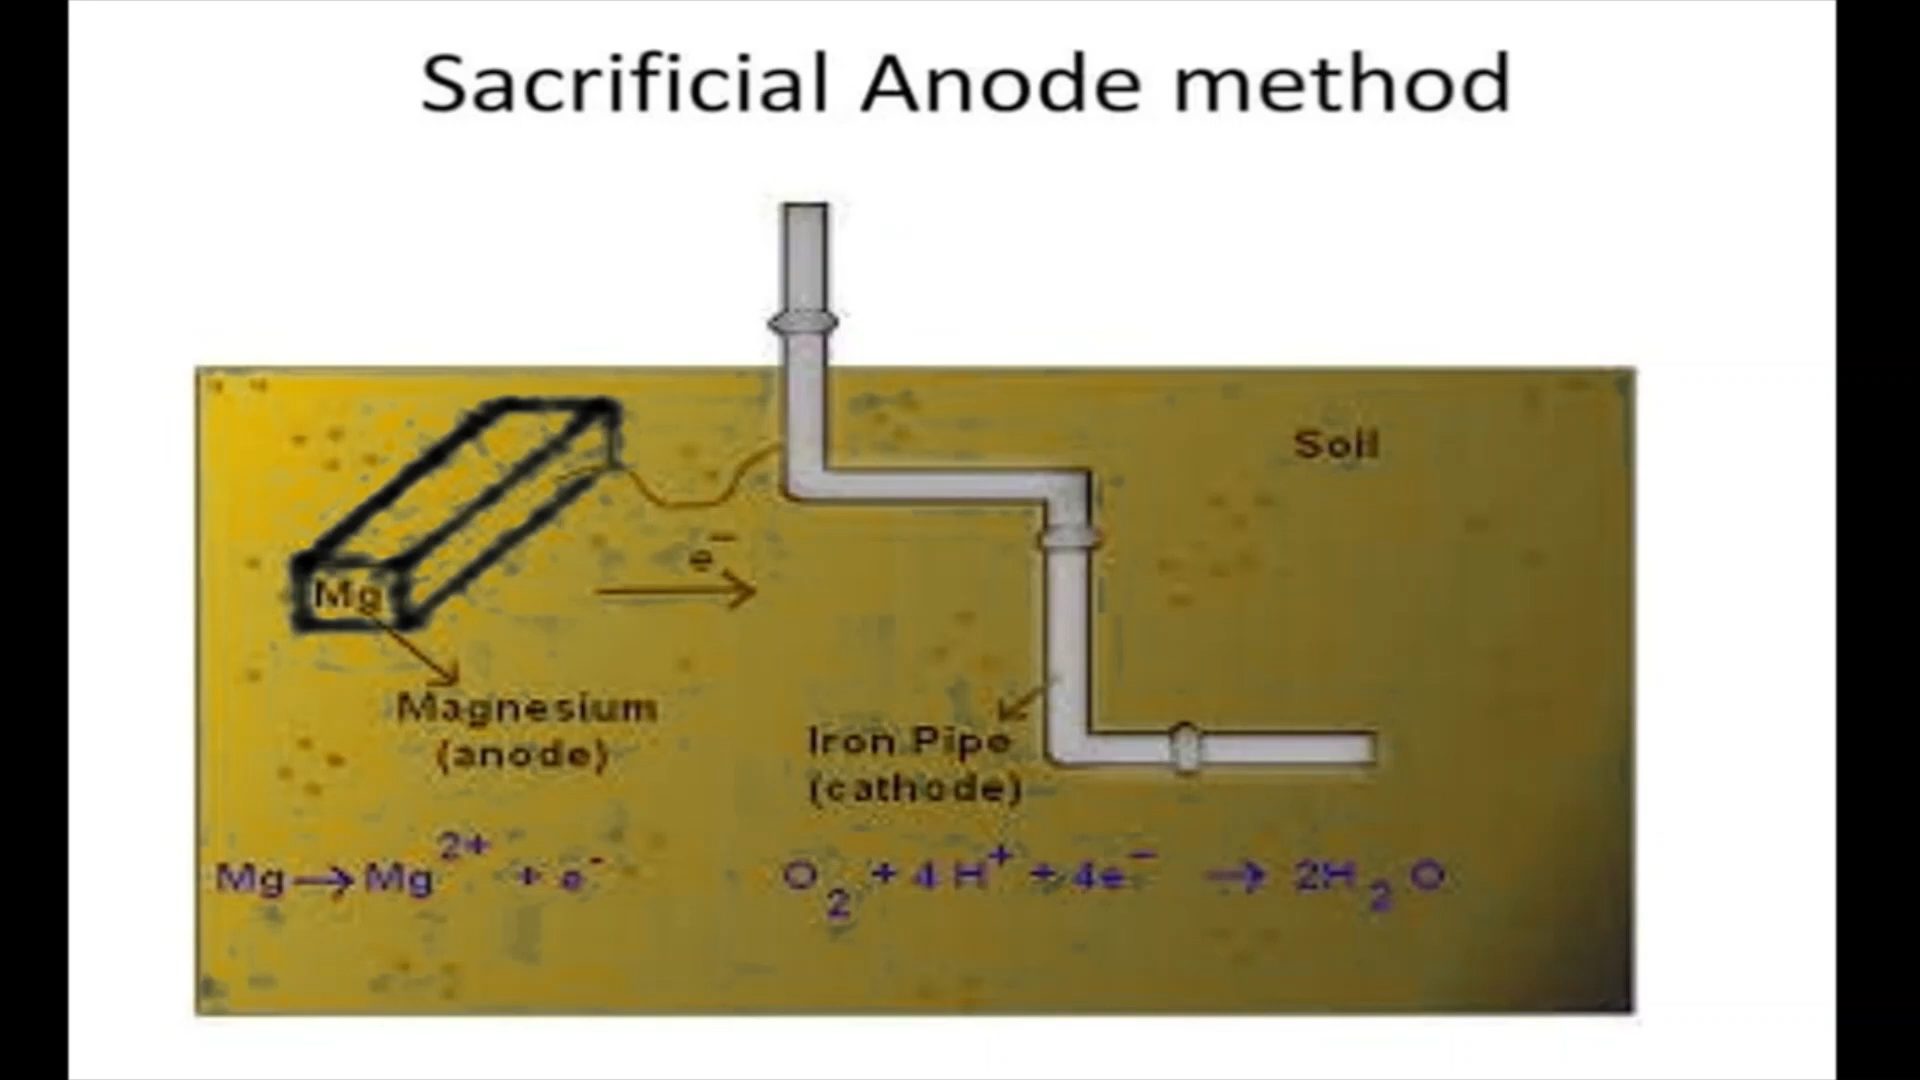 Sacrificial Anode method
Soil
e⁻
Mg
Magnesium
(anode)
Iron Pipe
(cathode)
Mg → Mg²⁺ + e⁻
O₂ + 4 H⁺ + 4e⁻ → 2H₂O